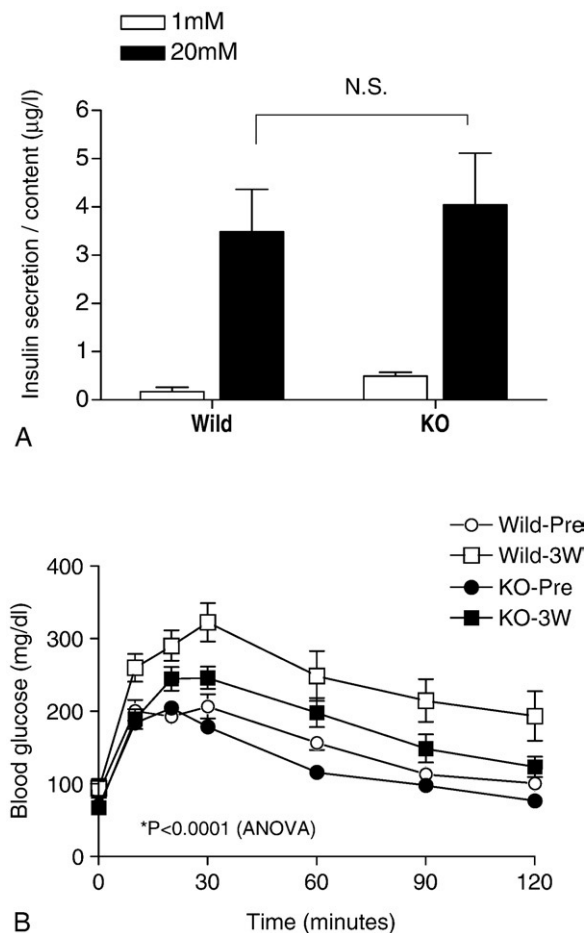 1mM
20mM
N.S.
Insulin secretion / content (µg/l)
6
5
4
3
2
1
0
Wild
KO
A
Wild-Pre
Wild-3W
KO-Pre
KO-3W
Blood glucose (mg/dl)
400
300
200
100
0
*P<0.0001 (ANOVA)
0
30
60
90
120
Time (minutes)
B